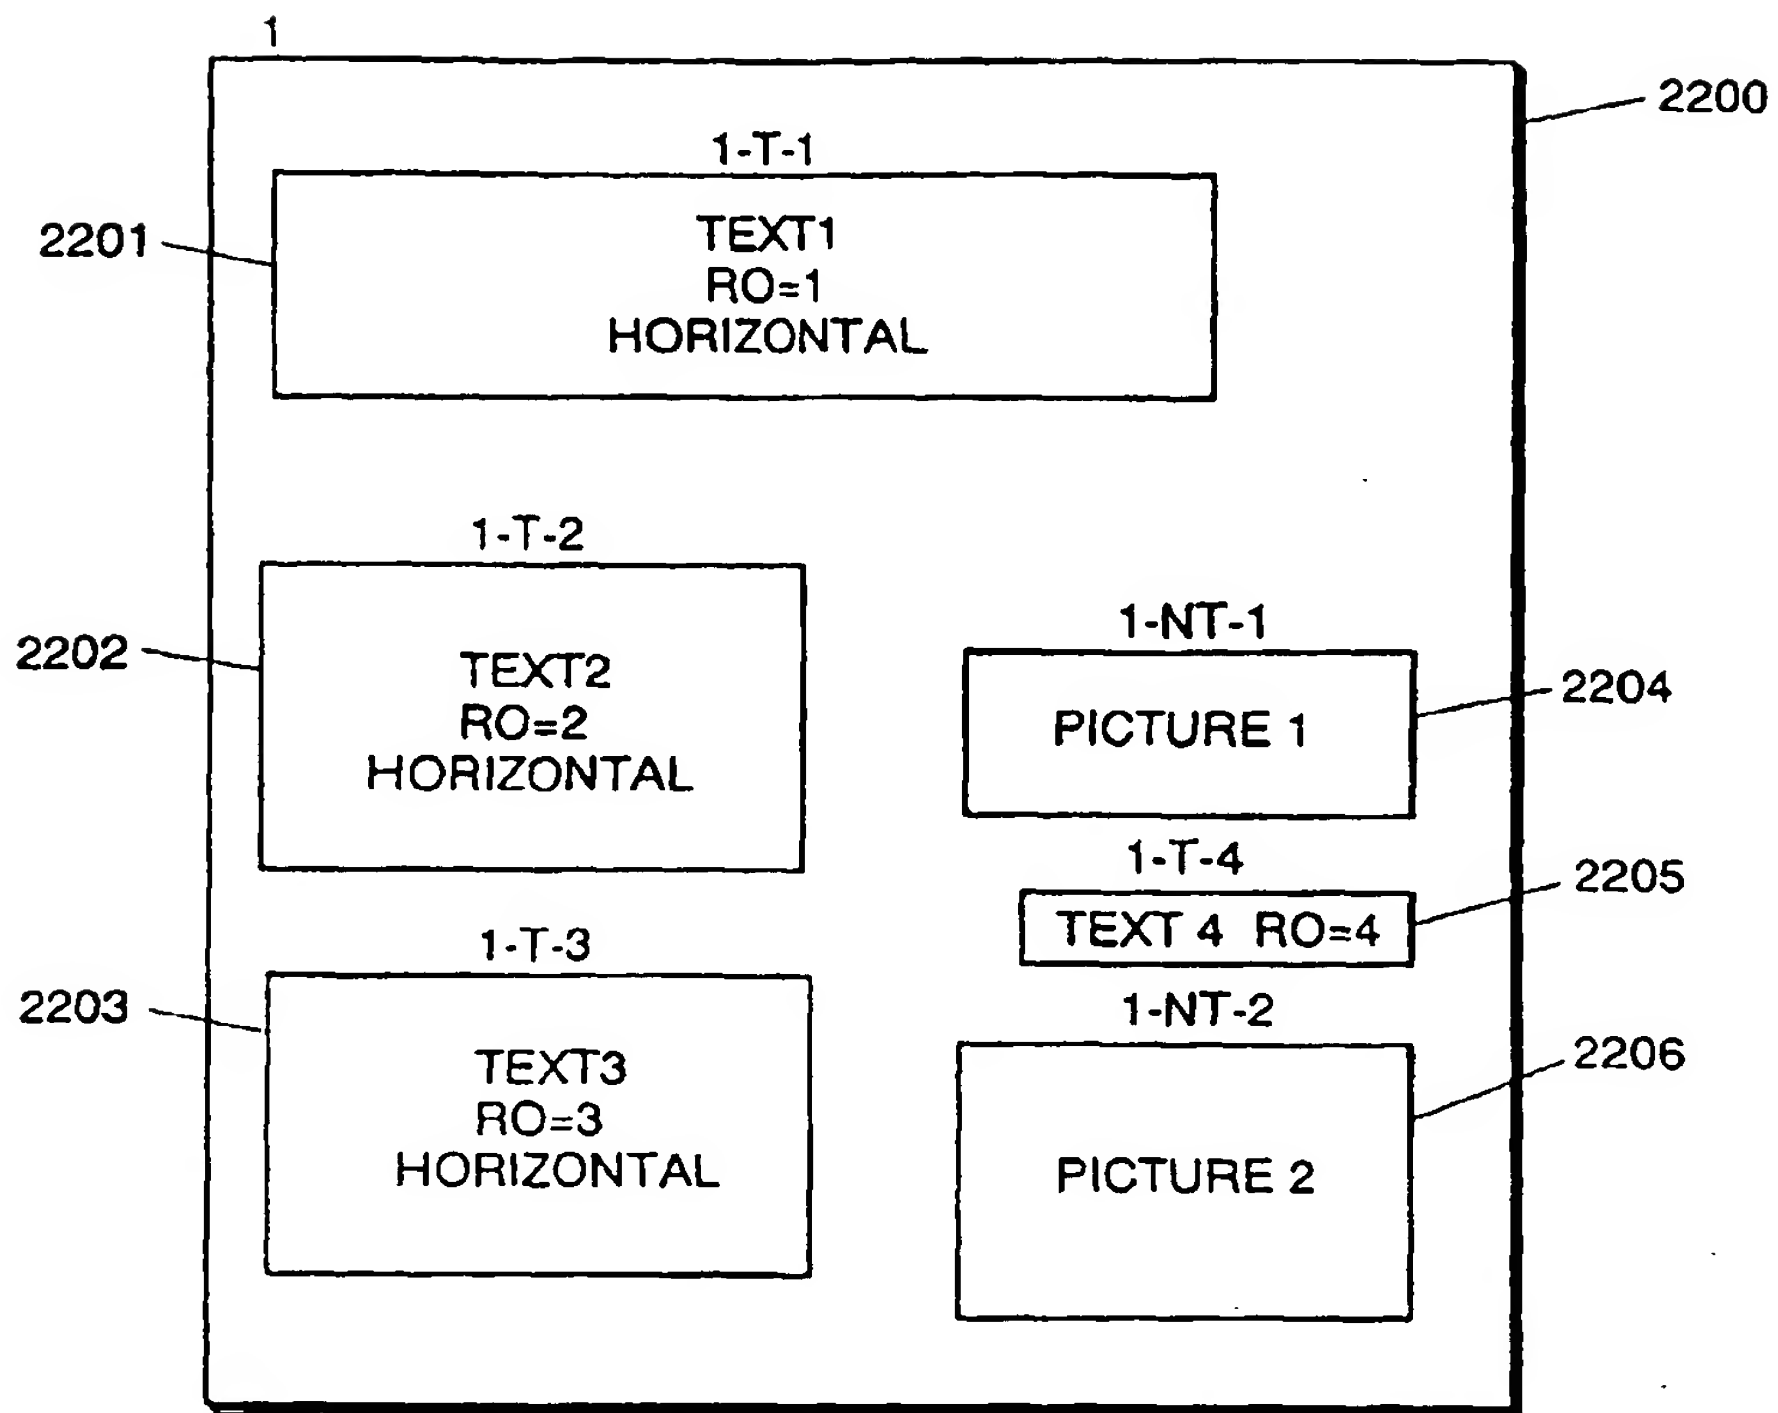 1
2200
1-T-1
2201
TEXT1
RO=1
HORIZONTAL
1-T-2
2202
TEXT2
RO=2
HORIZONTAL
1-T-3
2203
TEXT3
RO=3
HORIZONTAL
1-NT-1
2204
PICTURE 1
1-T-4
2205
TEXT 4 RO=4
1-NT-2
2206
PICTURE 2